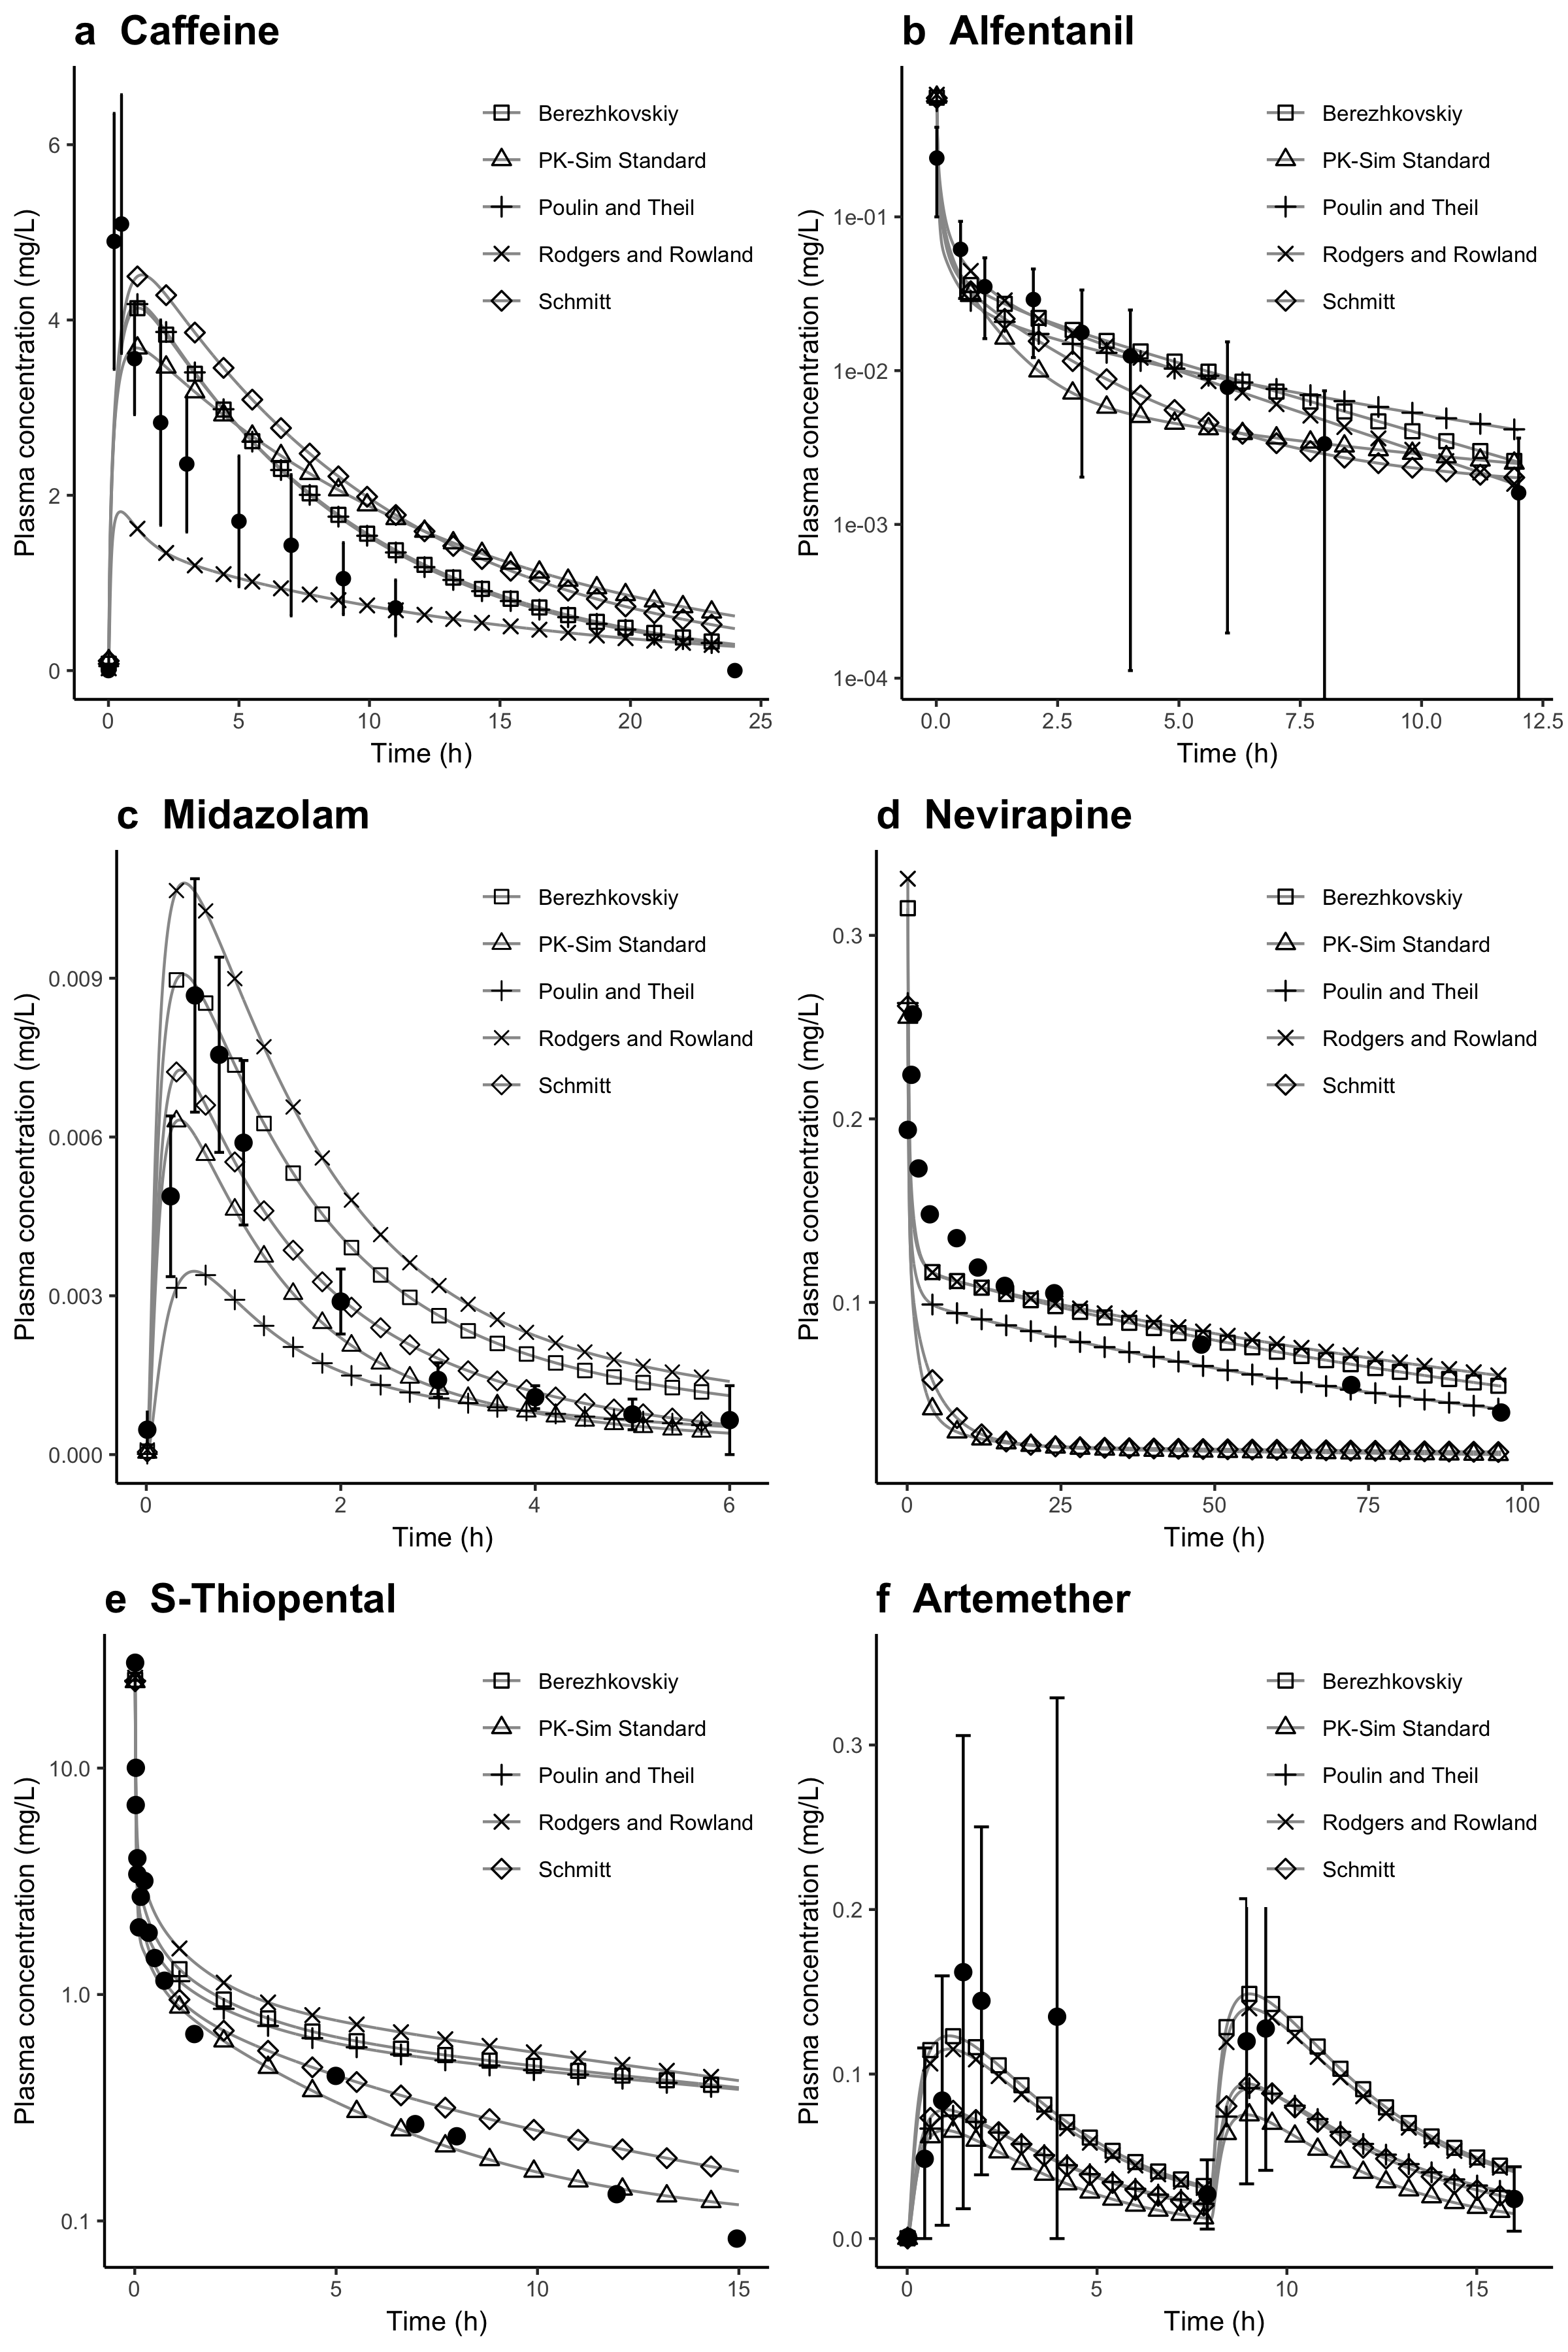 a Caffeine
Plasma concentration (mg/L)
6
4
2
0
0 5 10 15 20 25
Time (h)
Berezhkovskiy
PK-Sim Standard
Poulin and Theil
Rodgers and Rowland
Schmitt
b Alfentanil
Plasma concentration (mg/L)
1e-01
1e-02
1e-03
1e-04
0.0 2.5 5.0 7.5 10.0 12.5
Time (h)
Berezhkovskiy
PK-Sim Standard
Poulin and Theil
Rodgers and Rowland
Schmitt
c Midazolam
Plasma concentration (mg/L)
0.009
0.006
0.003
0.000
0 2 4 6
Time (h)
Berezhkovskiy
PK-Sim Standard
Poulin and Theil
Rodgers and Rowland
Schmitt
d Nevirapine
Plasma concentration (mg/L)
0.3
0.2
0.1
0 25 50 75 100
Time (h)
Berezhkovskiy
PK-Sim Standard
Poulin and Theil
Rodgers and Rowland
Schmitt
e S-Thiopental
Plasma concentration (mg/L)
10.0
1.0
0.1
0 5 10 15
Time (h)
Berezhkovskiy
PK-Sim Standard
Poulin and Theil
Rodgers and Rowland
Schmitt
f Artemether
Plasma concentration (mg/L)
0.3
0.2
0.1
0.0
0 5 10 15
Time (h)
Berezhkovskiy
PK-Sim Standard
Poulin and Theil
Rodgers and Rowland
Schmitt